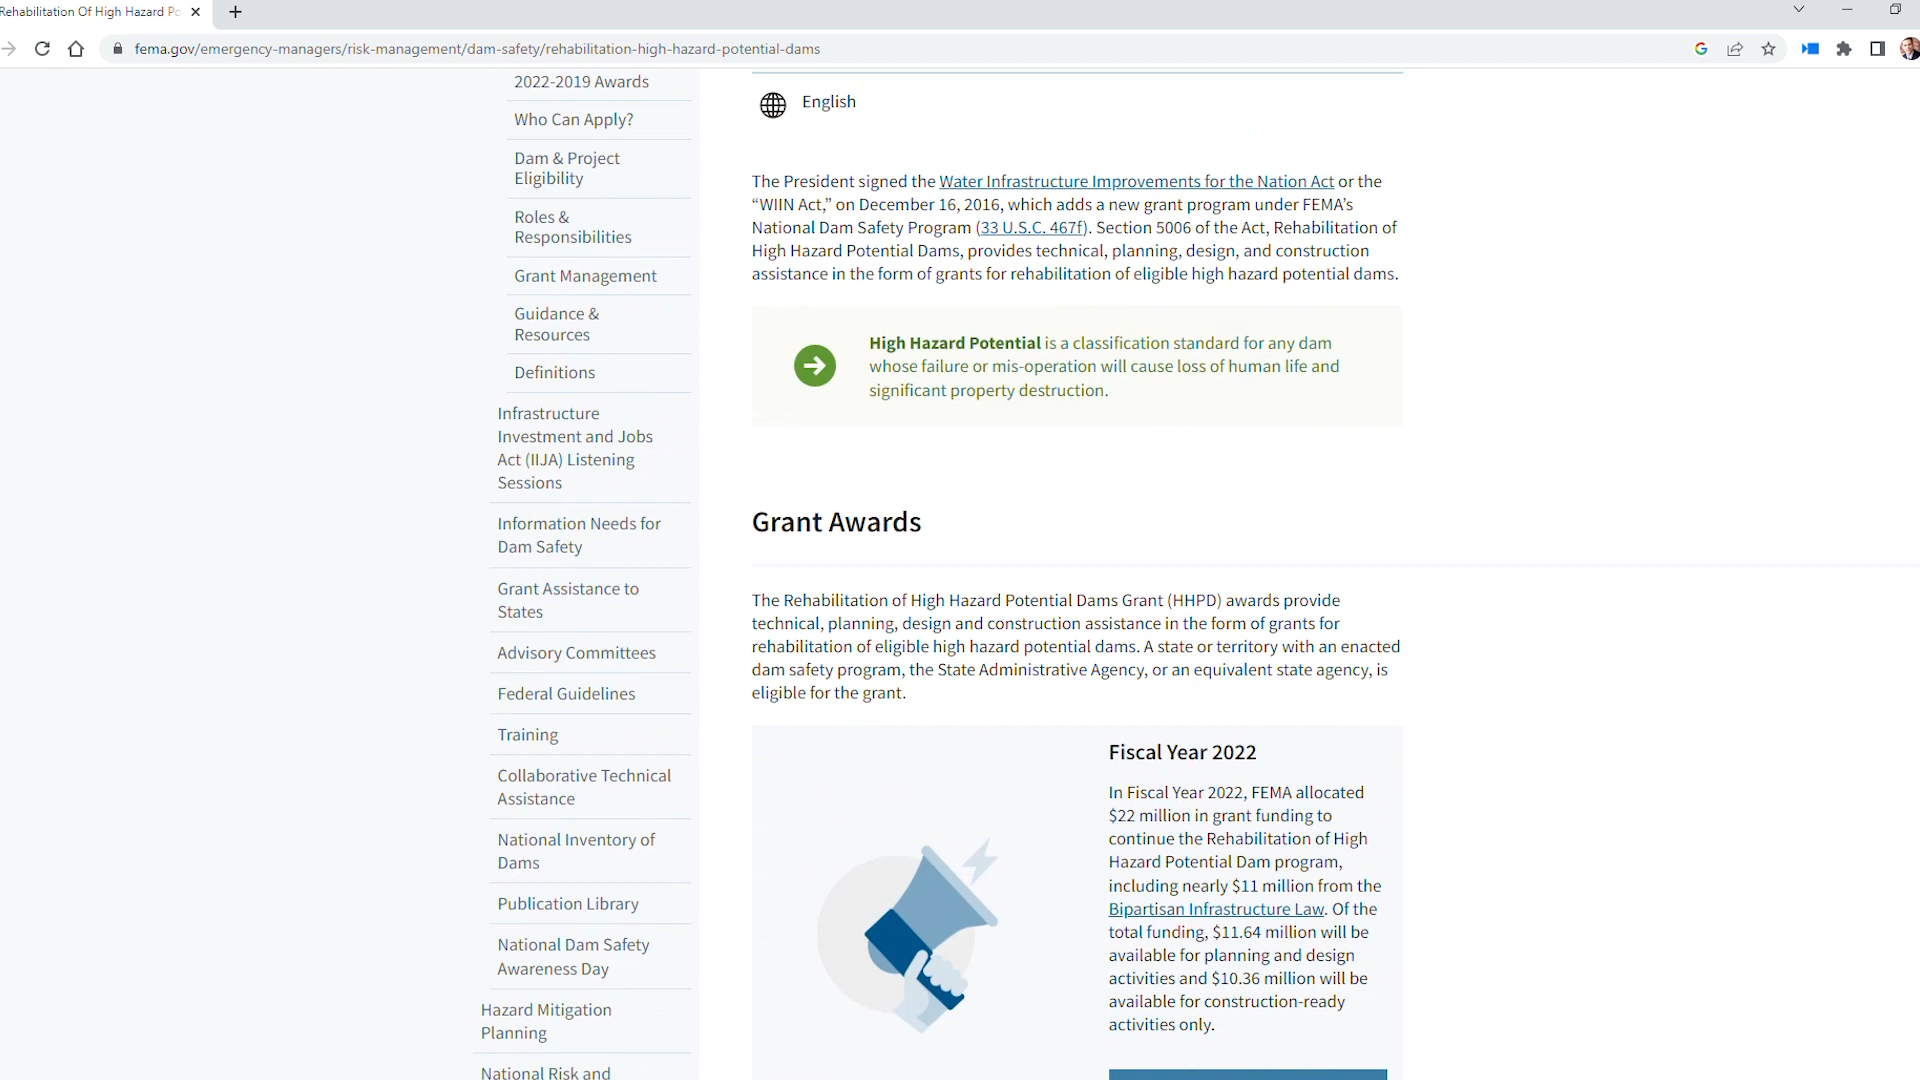 Rehabilitation Of High Hazard Po
fema.gov/emergency-managers/risk-management/dam-safety/rehabilitation-high-hazard-potential-dams
2022-2019 Awards
Who Can Apply?
Dam & Project
Eligibility
Roles &
Responsibilities
Grant Management
Guidance &
Resources
Definitions
Infrastructure
Investment and Jobs
Act (IIJA) Listening
Sessions
Information Needs for
Dam Safety
Grant Assistance to
States
Advisory Committees
Federal Guidelines
Training
Collaborative Technical
Assistance
National Inventory of
Dams
Publication Library
National Dam Safety
Awareness Day
Hazard Mitigation
Planning
National Risk and
English
The President signed the Water Infrastructure Improvements for the Nation Act or the
“WIIN Act,” on December 16, 2016, which adds a new grant program under FEMA’s
National Dam Safety Program (33 U.S.C. 467f). Section 5006 of the Act, Rehabilitation of
High Hazard Potential Dams, provides technical, planning, design, and construction
assistance in the form of grants for rehabilitation of eligible high hazard potential dams.
High Hazard Potential is a classification standard for any dam
whose failure or mis-operation will cause loss of human life and
significant property destruction.
Grant Awards
The Rehabilitation of High Hazard Potential Dams Grant (HHPD) awards provide
technical, planning, design and construction assistance in the form of grants for
rehabilitation of eligible high hazard potential dams. A state or territory with an enacted
dam safety program, the State Administrative Agency, or an equivalent state agency, is
eligible for the grant.
Fiscal Year 2022
In Fiscal Year 2022, FEMA allocated
$22 million in grant funding to
continue the Rehabilitation of High
Hazard Potential Dam program,
including nearly $11 million from the
Bipartisan Infrastructure Law. Of the
total funding, $11.64 million will be
available for planning and design
activities and $10.36 million will be
available for construction-ready
activities only.